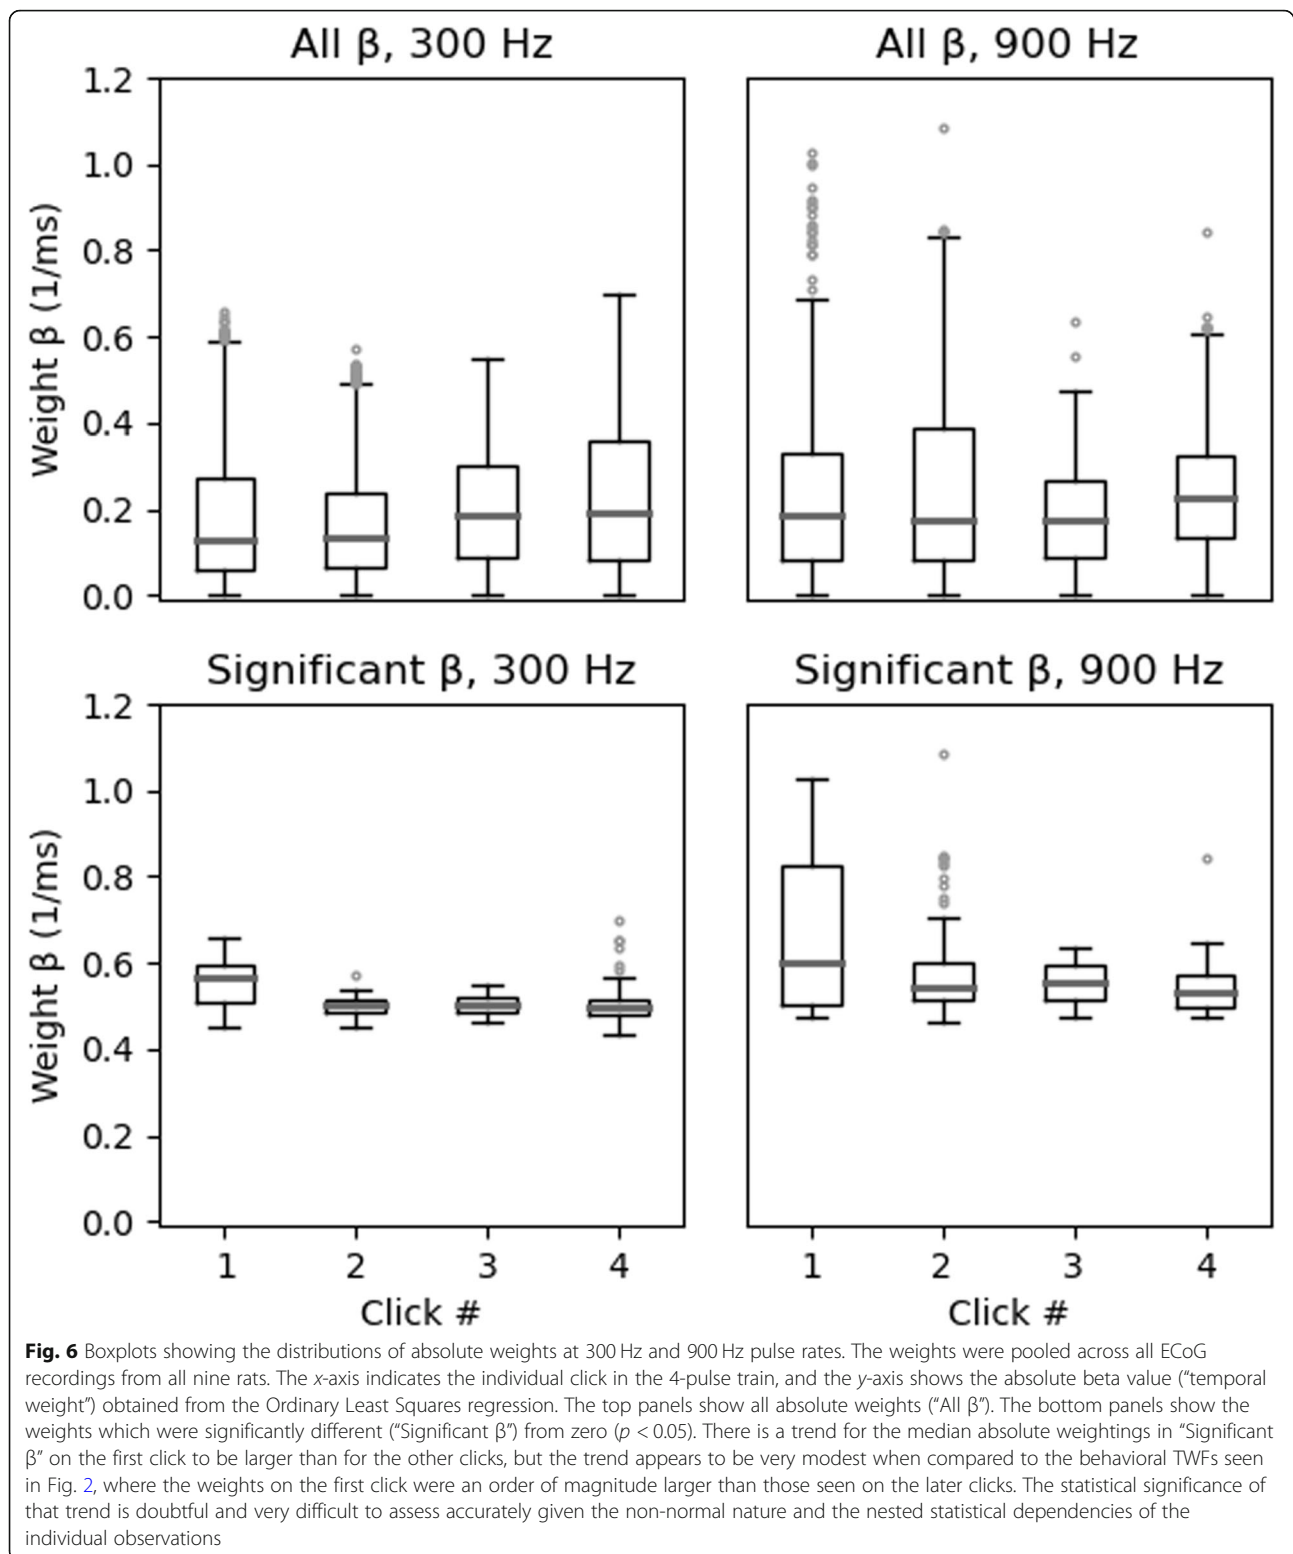 All β, 300 Hz
All β, 900 Hz
Weight β (1/ms)
1.2
1.0
0.8
0.6
0.4
0.2
0.0
Significant β, 300 Hz
Significant β, 900 Hz
Weight β (1/ms)
1.2
1.0
0.8
0.6
0.4
0.2
0.0
1 2 3 4
1 2 3 4
Click #
Click #
Fig. 6 Boxplots showing the distributions of absolute weights at 300 Hz and 900 Hz pulse rates. The weights were pooled across all ECoG
recordings from all nine rats. The x-axis indicates the individual click in the 4-pulse train, and the y-axis shows the absolute beta value (“temporal
weight”) obtained from the Ordinary Least Squares regression. The top panels show all absolute weights (“All β”). The bottom panels show the
weights which were significantly different (“Significant β”) from zero (p < 0.05). There is a trend for the median absolute weightings in “Significant
β” on the first click to be larger than for the other clicks, but the trend appears to be very modest when compared to the behavioral TWFs seen
in Fig. 2, where the weights on the first click were an order of magnitude larger than those seen on the later clicks. The statistical significance of
that trend is doubtful and very difficult to assess accurately given the non-normal nature and the nested statistical dependencies of the
individual observations